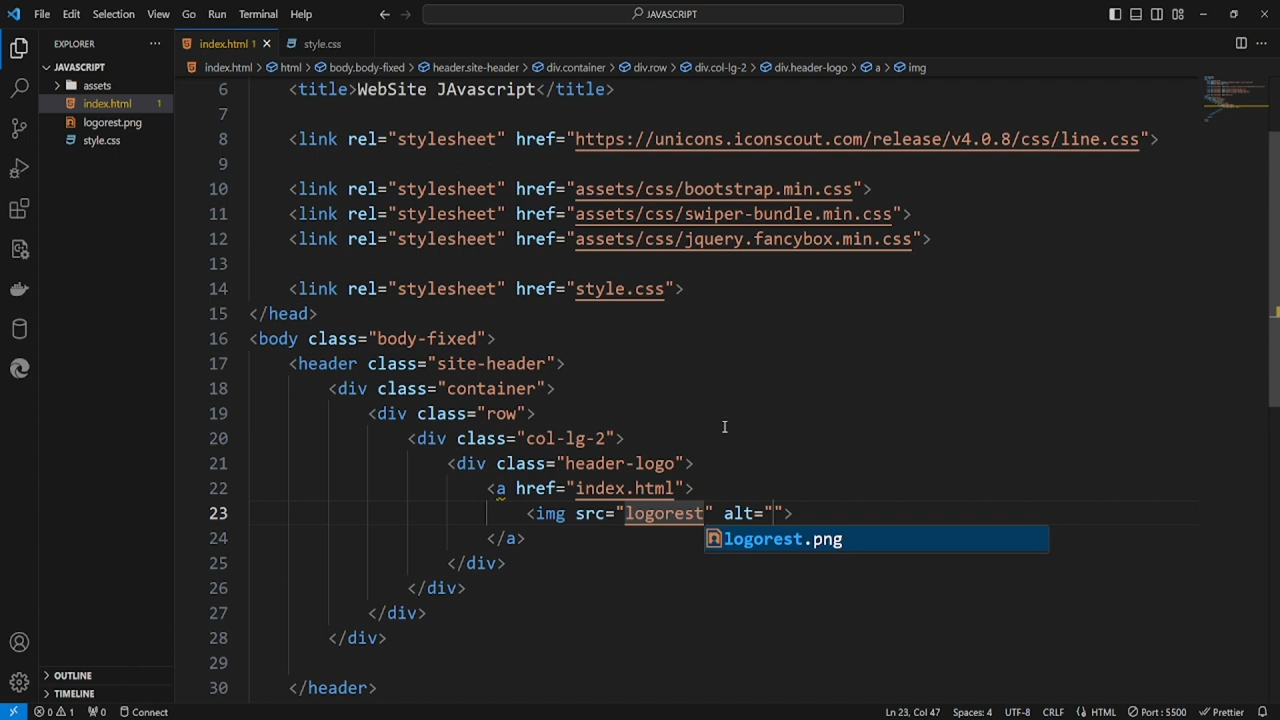 File Edit Selection View Go Run Terminal Help
JAVASCRIPT
EXPLORER
index.html 1
style.css
JAVASCRIPT
assets
index.html 1
logorest.png
style.css
index.html > html > body.body-fixed > header.site-header > div.container > div.row > div.col-lg-2 > div.header-logo > a > img
6 <title>WebSite JAvascript</title>
7
8 <link rel="stylesheet" href="https://unicons.iconscout.com/release/v4.0.8/css/line.css">
9
10 <link rel="stylesheet" href="assets/css/bootstrap.min.css">
11 <link rel="stylesheet" href="assets/css/swiper-bundle.min.css">
12 <link rel="stylesheet" href="assets/css/jquery.fancybox.min.css">
13
14 <link rel="stylesheet" href="style.css">
15 </head>
16 <body class="body-fixed">
17 <header class="site-header">
18 <div class="container">
19 <div class="row">
20 <div class="col-lg-2">
21 <div class="header-logo">
22 <a href="index.html">
23 <img src="logorest" alt="">
logorest.png
24 </a>
25 </div>
26 </div>
27 </div>
28 </div>
29
30 </header>
OUTLINE
TIMELINE
0 1 0 Connect
Ln 23, Col 47 Spaces: 4 UTF-8 CRLF HTML Port : 5500 Prettier